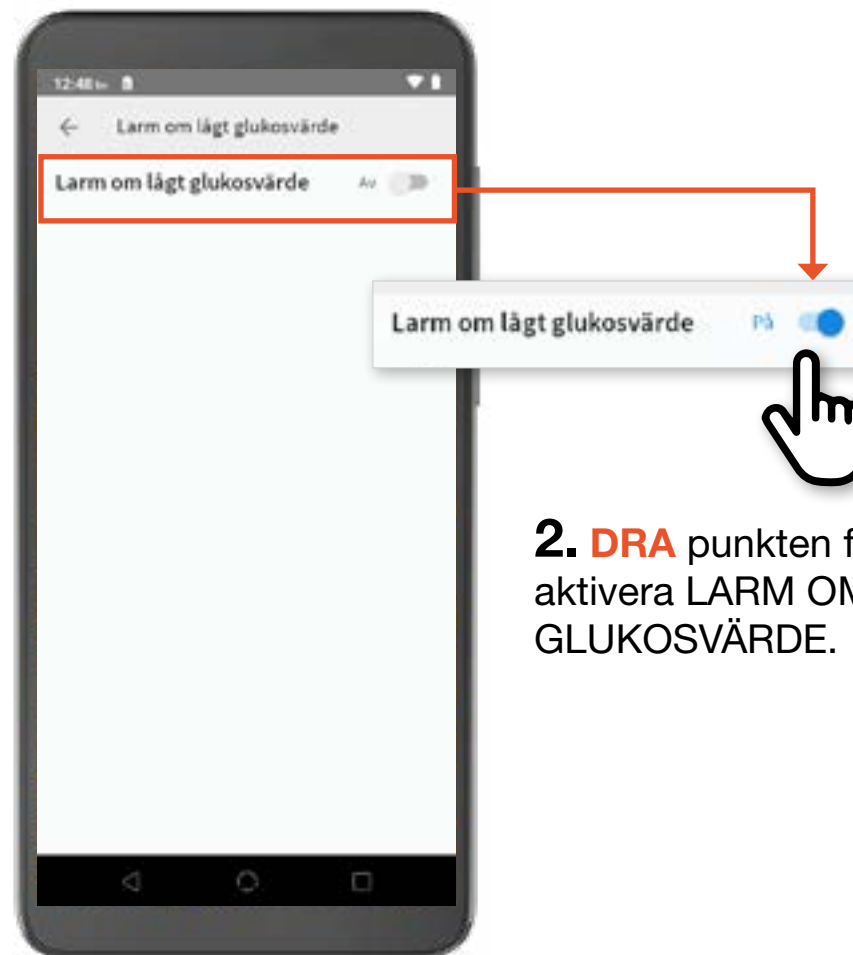 12:48
Larm om lågt glukosvärde
Larm om lågt glukosvärde Av
Larm om lågt glukosvärde På
2. DRA punkten f
aktivera LARM OM
GLUKOSVÄRDE.